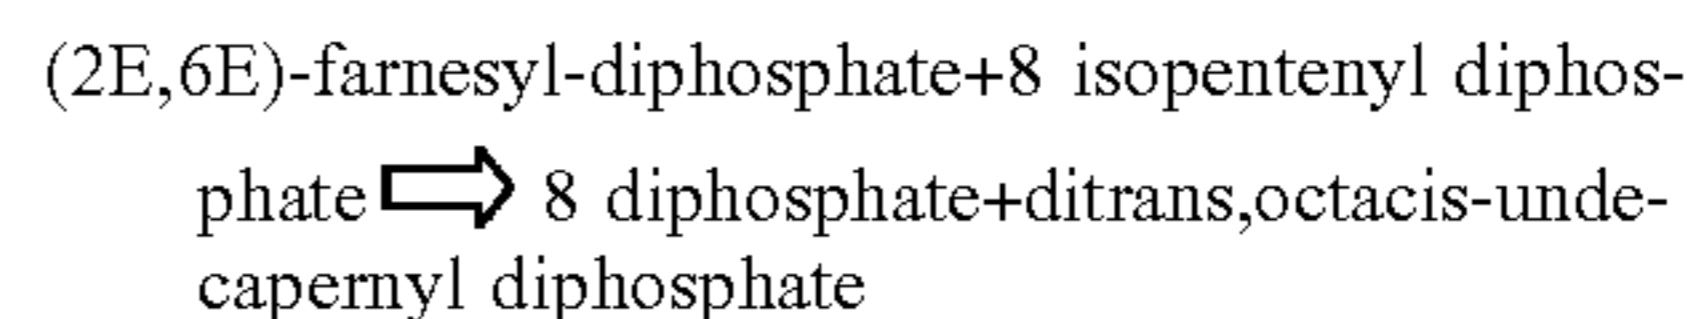 (2E,6E)-farnesyl-diphosphate+8 isopentenyl diphos-
phate ⇨ 8 diphosphate+ditrans,octacis-unde-
capernyl diphosphate